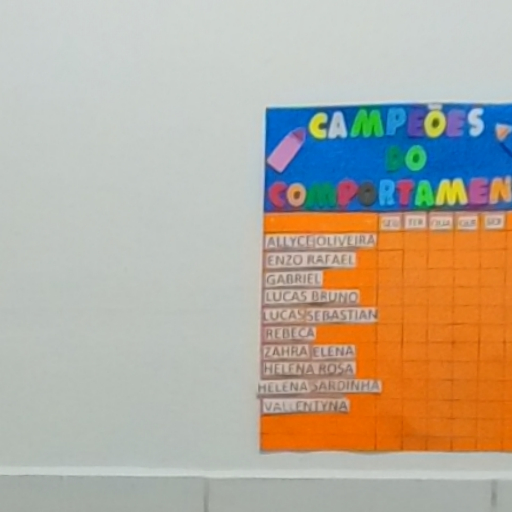 CAMPEÕES
DO
COMPORTAMEN
SEG TER QUA QUI SEX
ALLYCE OLIVEIRA
ENZO RAFAEL
GABRIEL
LUCAS BRUNO
LUCAS SEBASTIAN
REBECA
ZAHRA ELENA
HELENA ROSA
HELENA SARDINHA
VALLENTYNA